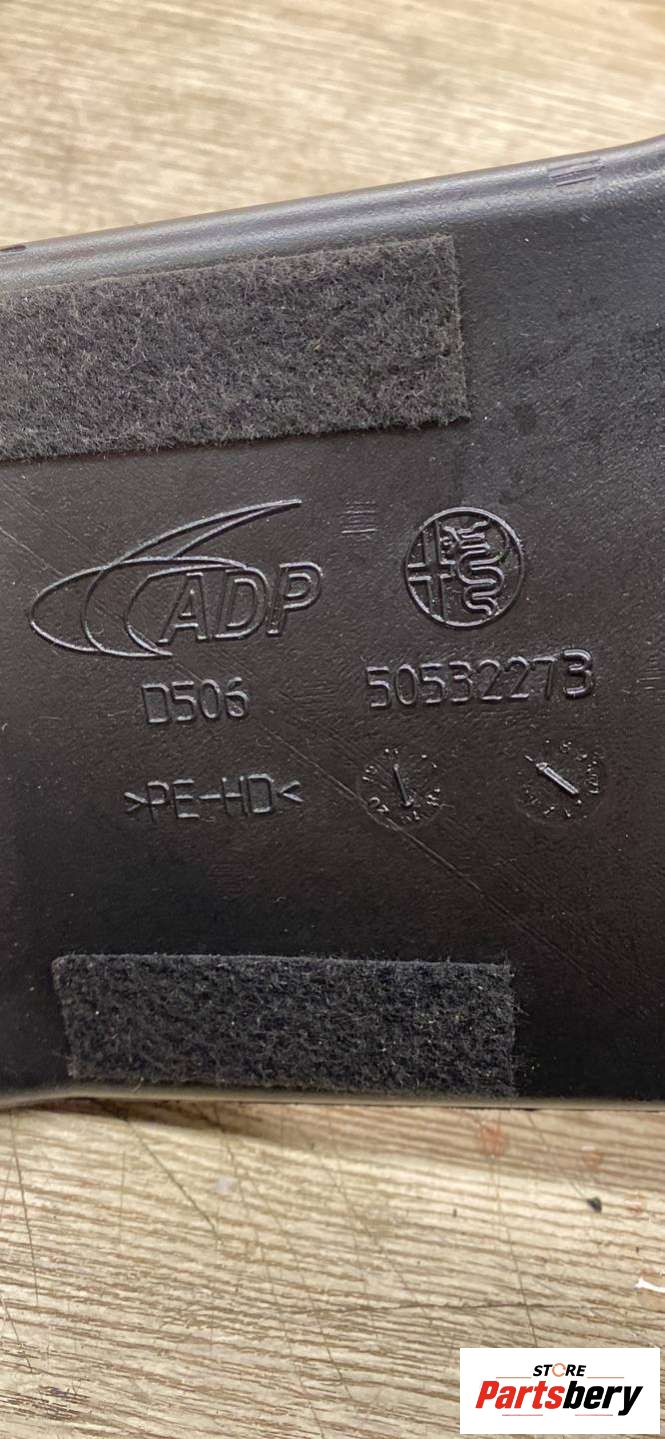 ADP
D506
50532273
>PE-HD<
STORE
Partsbery